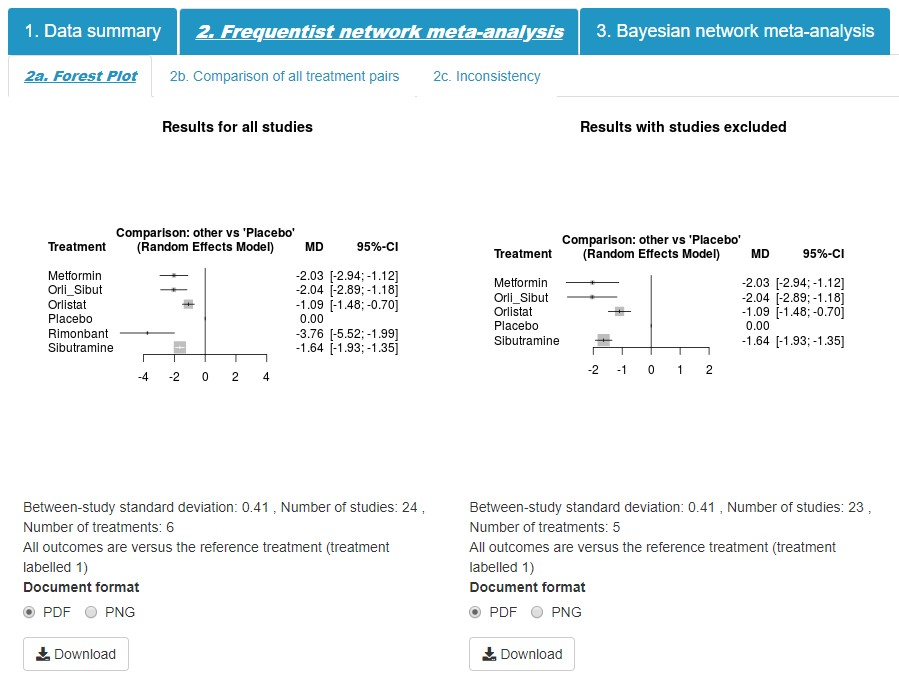 1. Data summary
2. Frequentist network meta-analysis
3. Bayesian network meta-analysis
2a. Forest Plot
2b. Comparison of all treatment pairs
2c. Inconsistency
Results for all studies
Comparison: other vs 'Placebo'
Treatment (Random Effects Model) MD 95%-CI
Metformin -2.03 [-2.94; -1.12]
Orli_Sibut -2.04 [-2.89; -1.18]
Orlistat -1.09 [-1.48; -0.70]
Placebo 0.00
Rimonbant -3.76 [-5.52; -1.99]
Sibutramine -1.64 [-1.93; -1.35]
-4 -2 0 2 4
Between-study standard deviation: 0.41 , Number of studies: 24 ,
Number of treatments: 6
All outcomes are versus the reference treatment (treatment
labelled 1)
Document format
PDF PNG
Download
Results with studies excluded
Comparison: other vs 'Placebo'
Treatment (Random Effects Model) MD 95%-CI
Metformin -2.03 [-2.94; -1.12]
Orli_Sibut -2.04 [-2.89; -1.18]
Orlistat -1.09 [-1.48; -0.70]
Placebo 0.00
Sibutramine -1.64 [-1.93; -1.35]
-2 -1 0 1 2
Between-study standard deviation: 0.41 , Number of studies: 23 ,
Number of treatments: 5
All outcomes are versus the reference treatment (treatment
labelled 1)
Document format
PDF PNG
Download